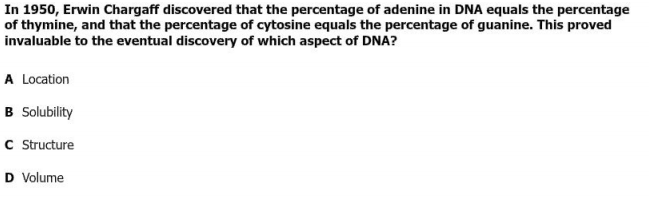 In 1950, Erwin Chargaff discovered that the percentage of adenine in DNA equals the percentage
of thymine, and that the percentage of cytosine equals the percentage of guanine. This proved
invaluable to the eventual discovery of which aspect of DNA?
A Location
B Solubility
C Structure
D Volume